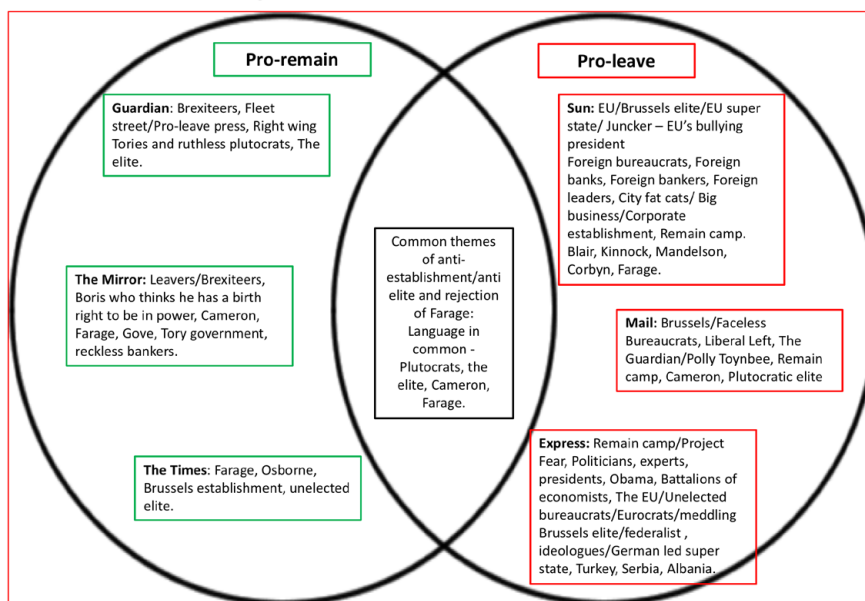 Pro-remain
Guardian: Brexiteers, Fleet
street/Pro-leave press, Right wing
Tories and ruthless plutocrats, The
elite.
The Mirror: Leavers/Brexiteers,
Boris who thinks he has a birth
right to be in power, Cameron,
Farage, Gove, Tory government,
reckless bankers.
The Times: Farage, Osborne,
Brussels establishment, unelected
elite.
Common themes
of anti-
establishment/anti
elite and rejection
of Farage:
Language in
common -
Plutocrats, the
elite, Cameron,
Farage.
Pro-leave
Sun: EU/Brussels elite/EU super
state/ Juncker – EU's bullying
president
Foreign bureaucrats, Foreign
banks, Foreign bankers, Foreign
leaders, City fat cats/ Big
business/Corporate
establishment, Remain camp.
Blair, Kinnock, Mandelson,
Corbyn, Farage.
Mail: Brussels/Faceless
Bureaucrats, Liberal Left, The
Guardian/Polly Toynbee, Remain
camp, Cameron, Plutocratic elite
Express: Remain camp/Project
Fear, Politicians, experts,
presidents, Obama, Battalions of
economists, The EU/Unelected
bureaucrats/Eurocrats/meddling
Brussels elite/federalist ,
ideologues/German led super
state, Turkey, Serbia, Albania.